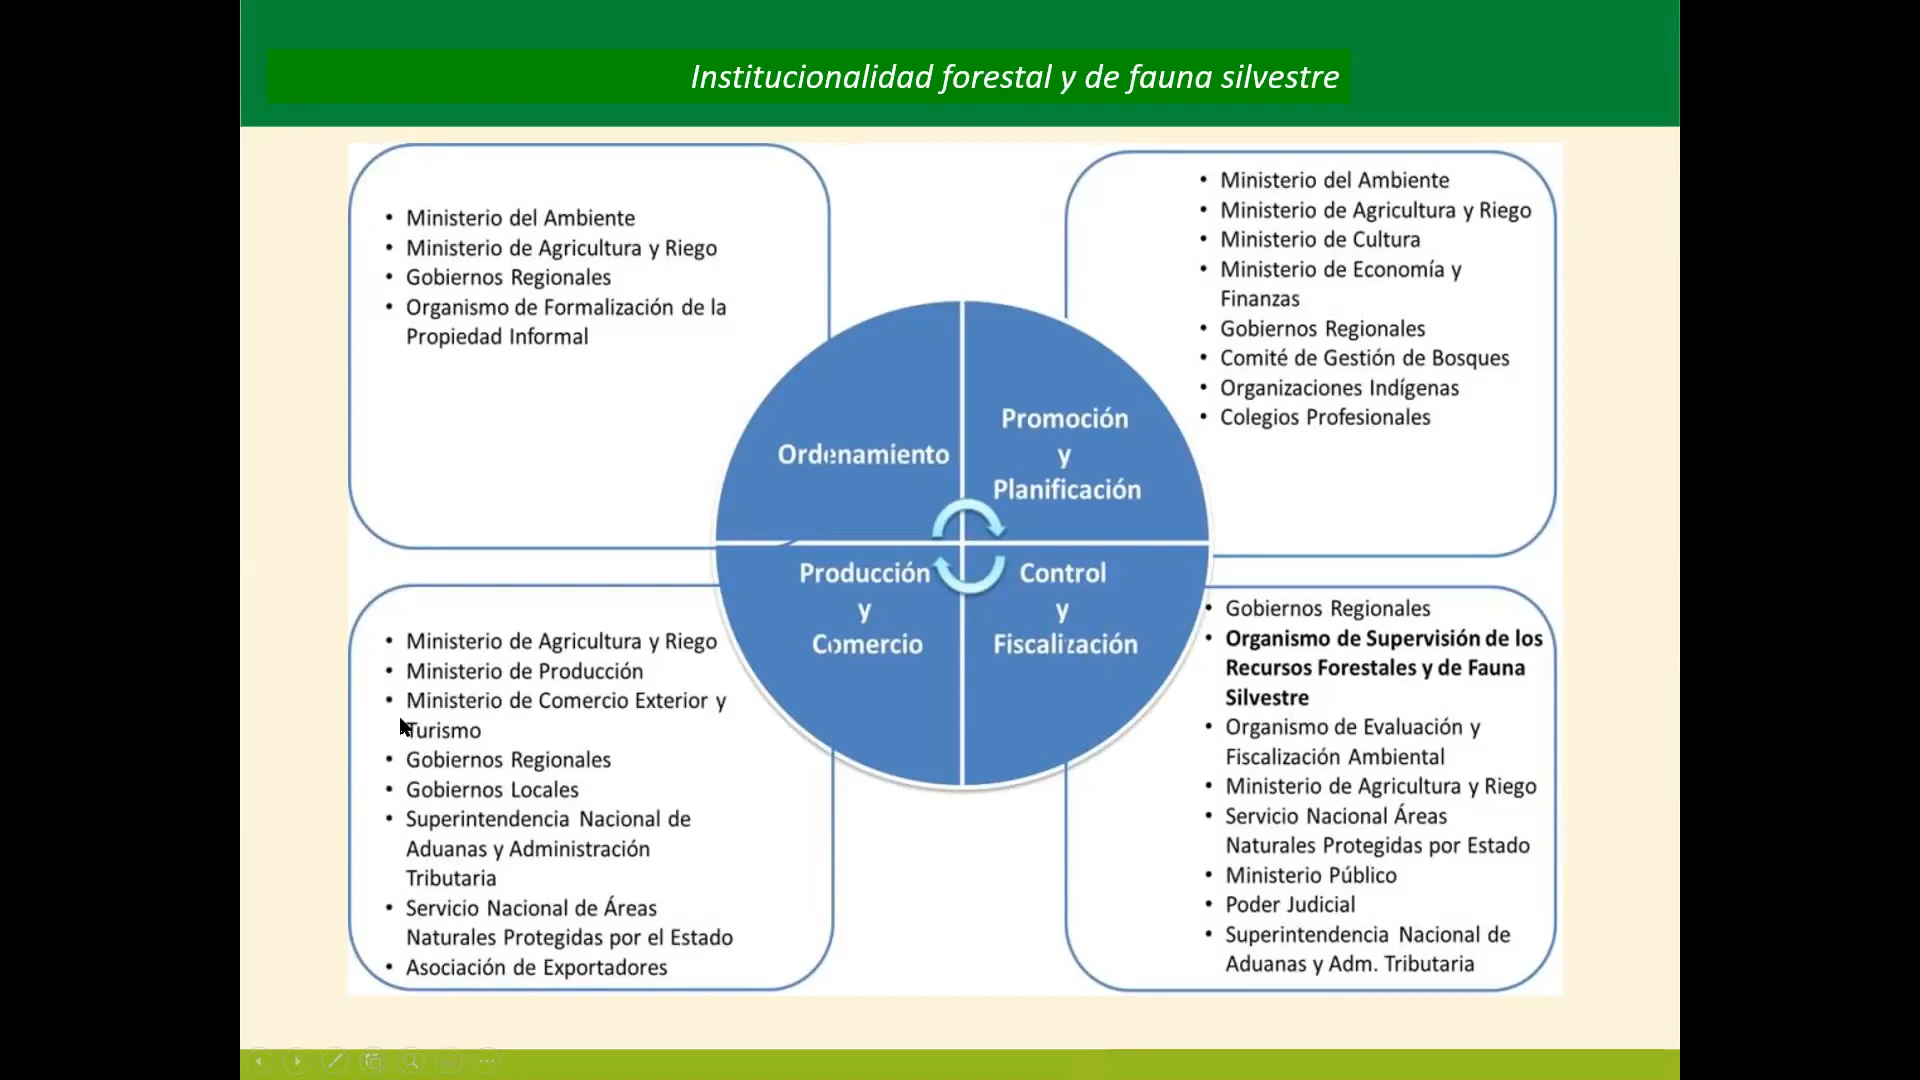 Institucionalidad forestal y de fauna silvestre
• Ministerio del Ambiente
• Ministerio de Agricultura y Riego
• Gobiernos Regionales
• Organismo de Formalización de la
Propiedad Informal
• Ministerio del Ambiente
• Ministerio de Agricultura y Riego
• Ministerio de Cultura
• Ministerio de Economía y
Finanzas
• Gobiernos Regionales
• Comité de Gestión de Bosques
• Organizaciones Indígenas
• Colegios Profesionales
Ordenamiento
Promoción
y
Planificación
Producción
y
Comercio
Control
y
Fiscalización
• Ministerio de Agricultura y Riego
• Ministerio de Producción
• Ministerio de Comercio Exterior y
Turismo
• Gobiernos Regionales
• Gobiernos Locales
• Superintendencia Nacional de
Aduanas y Administración
Tributaria
• Servicio Nacional de Áreas
Naturales Protegidas por el Estado
• Asociación de Exportadores
• Gobiernos Regionales
• Organismo de Supervisión de los
Recursos Forestales y de Fauna
Silvestre
• Organismo de Evaluación y
Fiscalización Ambiental
• Ministerio de Agricultura y Riego
• Servicio Nacional Áreas
Naturales Protegidas por Estado
• Ministerio Público
• Poder Judicial
• Superintendencia Nacional de
Aduanas y Adm. Tributaria